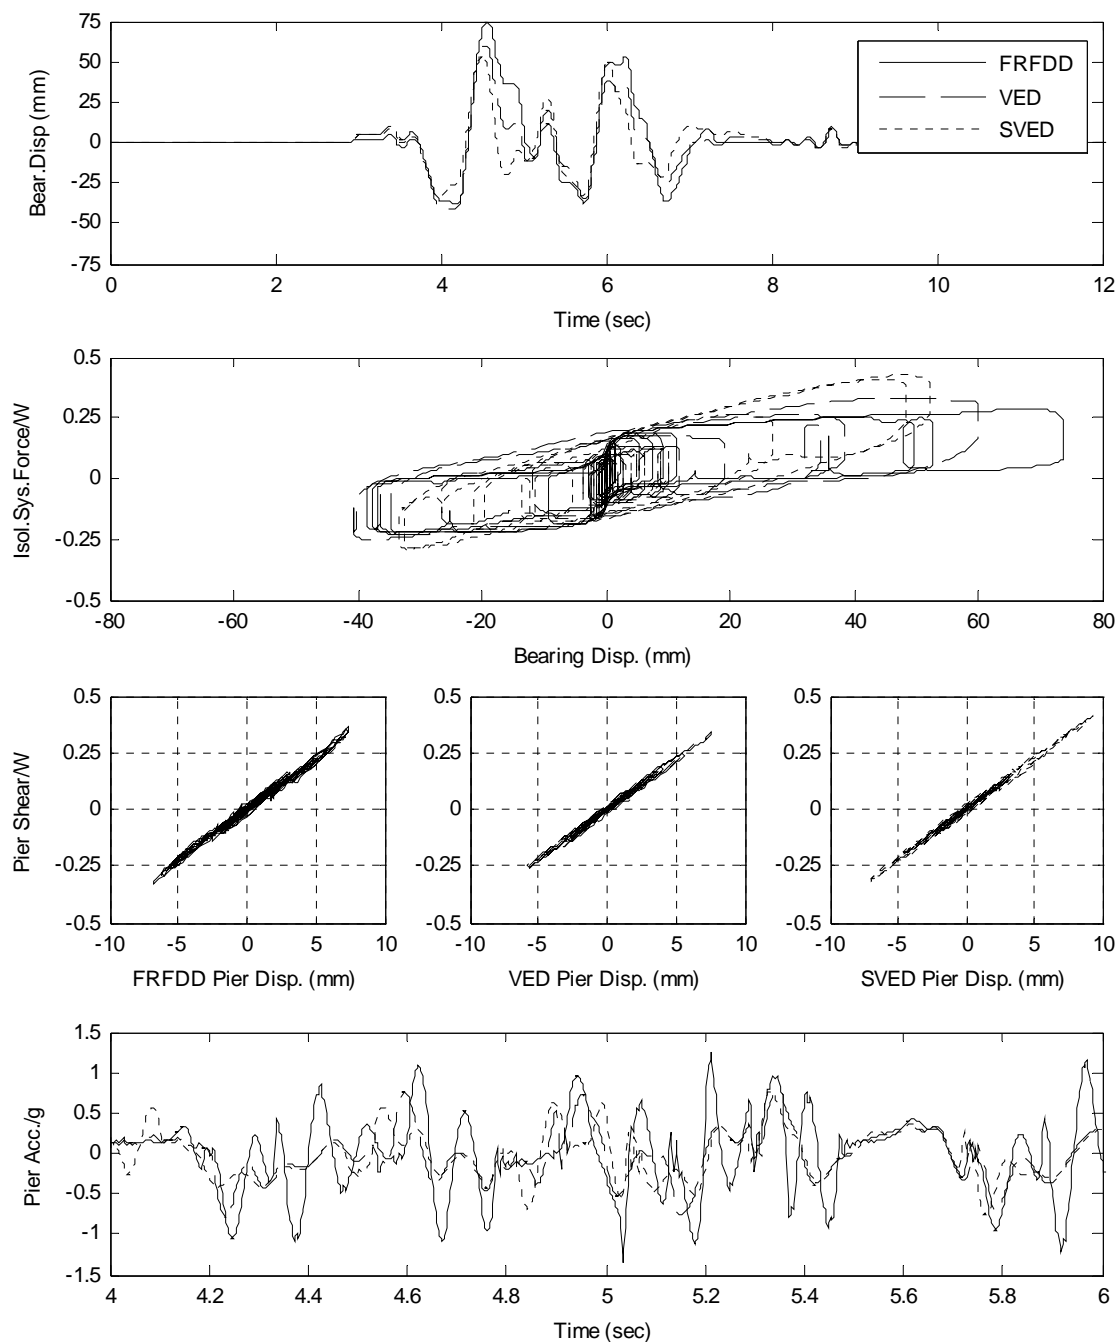 75
50
25
0
-25
-50
-75
Bear.Disp (mm)
FRFDD
VED
SVED
0 2 4 6 8 10 12
Time (sec)
0.5
0.25
0
-0.25
-0.5
Isol.Sys.Force/W
-80 -60 -40 -20 0 20 40 60 80
Bearing Disp. (mm)
0.5
0.25
0
-0.25
-0.5
Pier Shear/W
-10 -5 0 5 10
FRFDD Pier Disp. (mm)
0.5
0.25
0
-0.25
-0.5
-10 -5 0 5 10
VED Pier Disp. (mm)
0.5
0.25
0
-0.25
-0.5
-10 -5 0 5 10
SVED Pier Disp. (mm)
1.5
1
0.5
0
-0.5
-1
-1.5
Pier Acc./g
4 4.2 4.4 4.6 4.8 5 5.2 5.4 5.6 5.8 6
Time (sec)